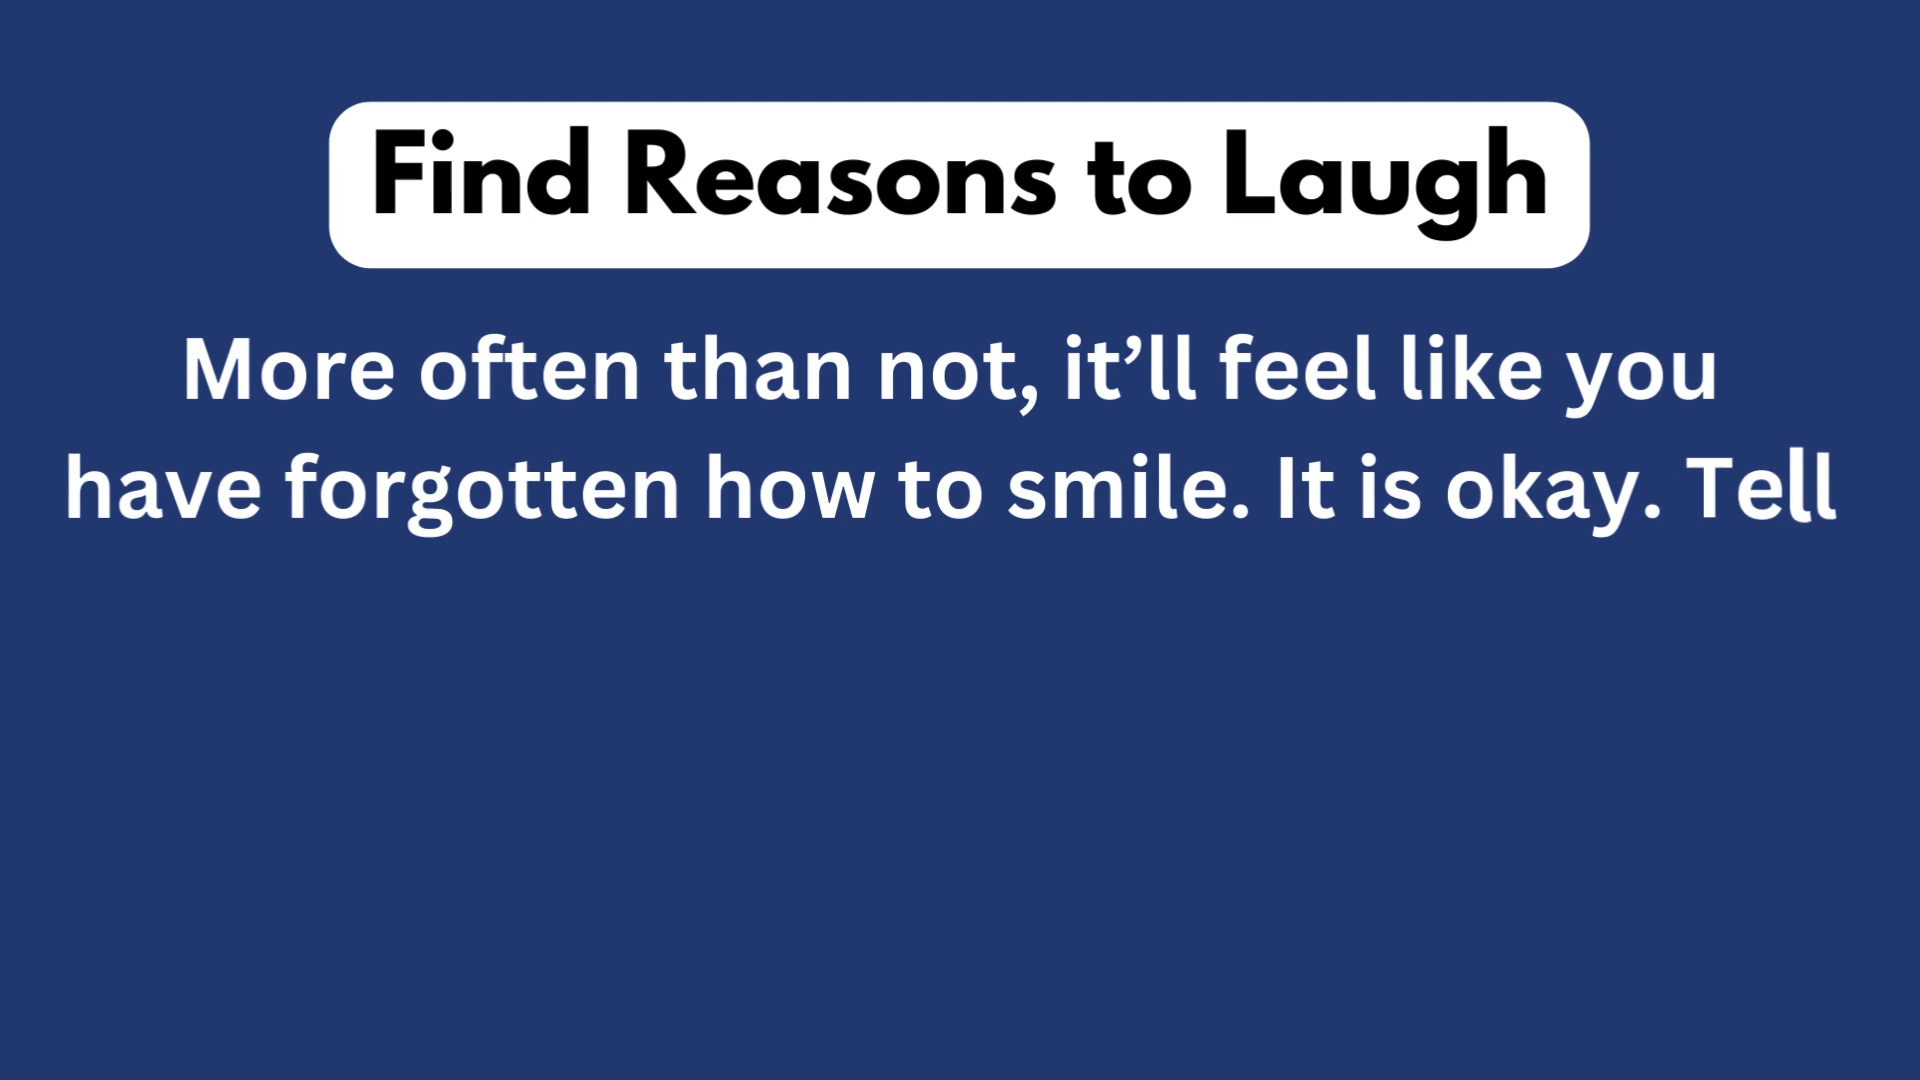 Find Reasons to Laugh
More often than not, it’ll feel like you
have forgotten how to smile. It is okay. Tell